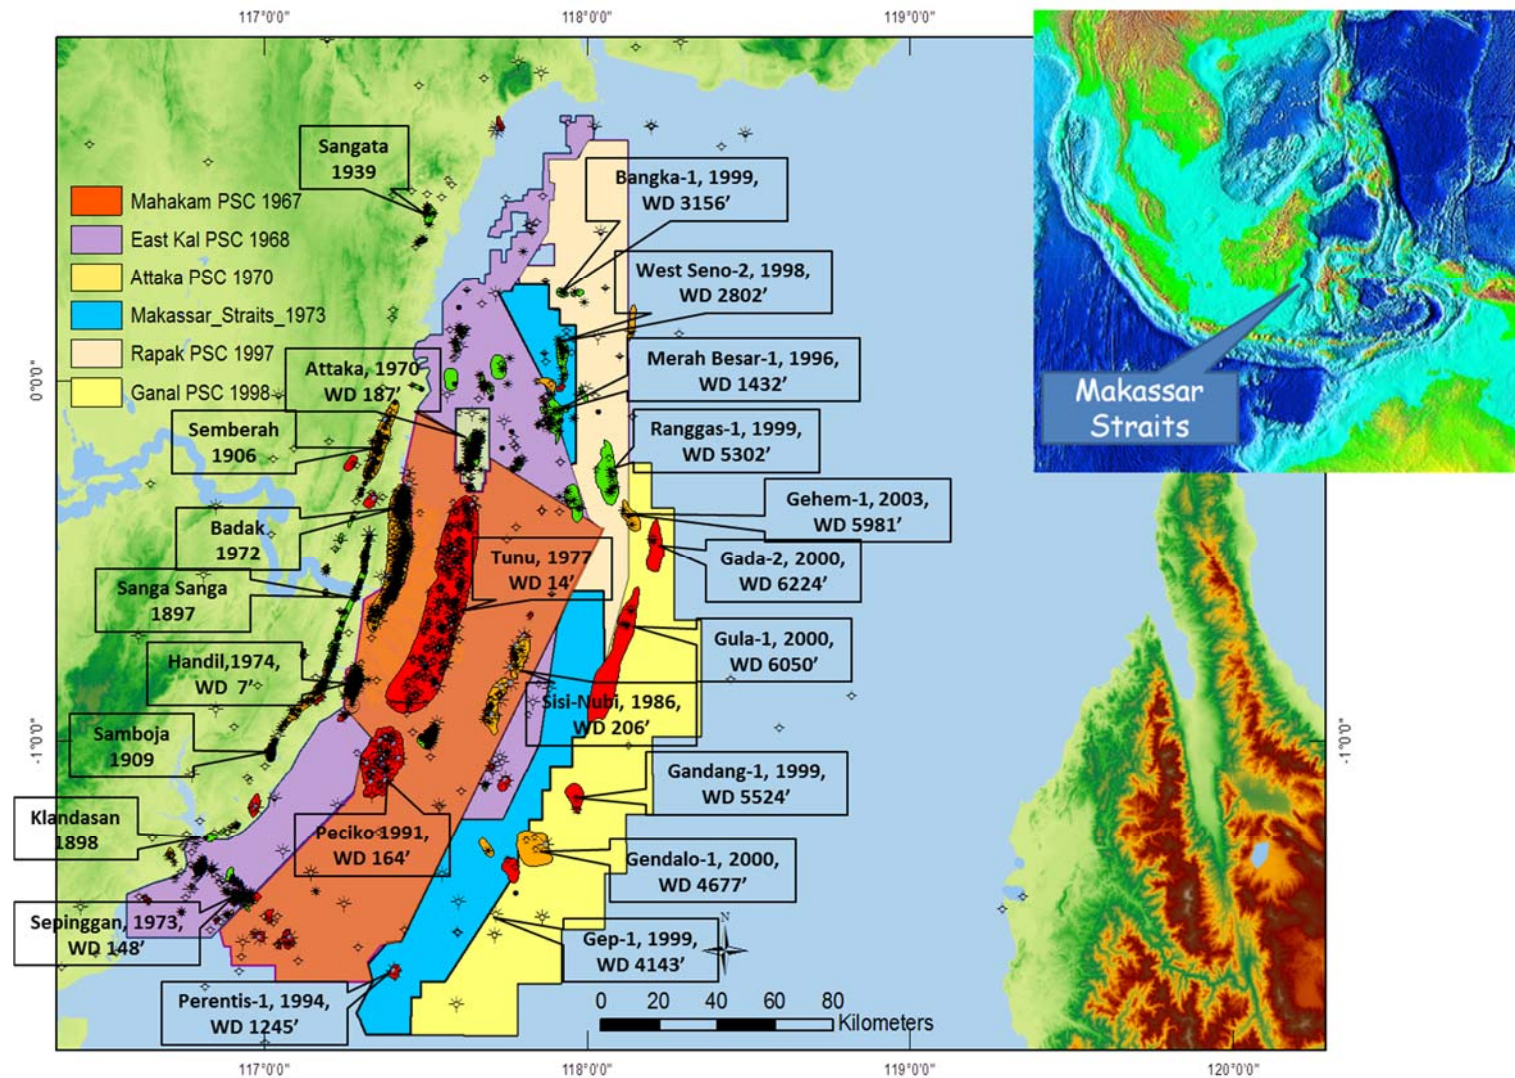 117°0'0"
118°0'0"
119°0'0"
Sangata
1939
Mahakam PSC 1967
East Kal PSC 1968
Attaka PSC 1970
Makassar_Straits_1973
Rapak PSC 1997
Ganal PSC 1998
Bangka-1, 1999,
WD 3156’
West Seno-2, 1998,
WD 2802’
Attaka, 1970
WD 187’
Merah Besar-1, 1996,
WD 1432’
Makassar
Straits
0°0'0"
Semberah
1906
Ranggas-1, 1999,
WD 5302’
Gehem-1, 2003,
WD 5981’
Badak
1972
Tunu, 1977
WD 14’
Gada-2, 2000,
WD 6224’
Sanga Sanga
1897
Gula-1, 2000,
WD 6050’
Handil,1974,
WD 7’
Sisi-Nubi, 1986,
WD 206’
Samboja
1909
-1°0'0"
-1°0'0"
Gandang-1, 1999,
WD 5524’
Klandasan
1898
Peciko 1991,
WD 164’
Gendalo-1, 2000,
WD 4677’
Sepinggan, 1973,
WD 148’
Gep-1, 1999,
WD 4143’
N
Perentis-1, 1994,
WD 1245’
0 20 40 60 80
Kilometers
117°0'0"
118°0'0"
119°0'0"
120°0'0"